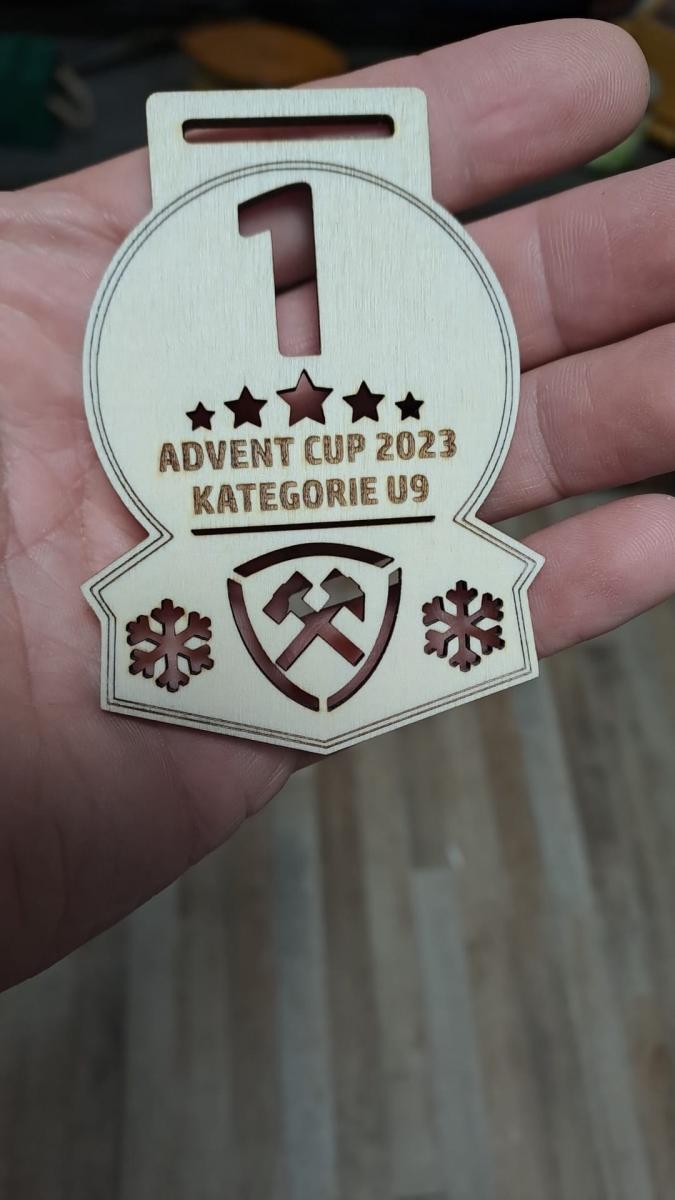 1
ADVENT CUP 2023
KATEGORIE U9